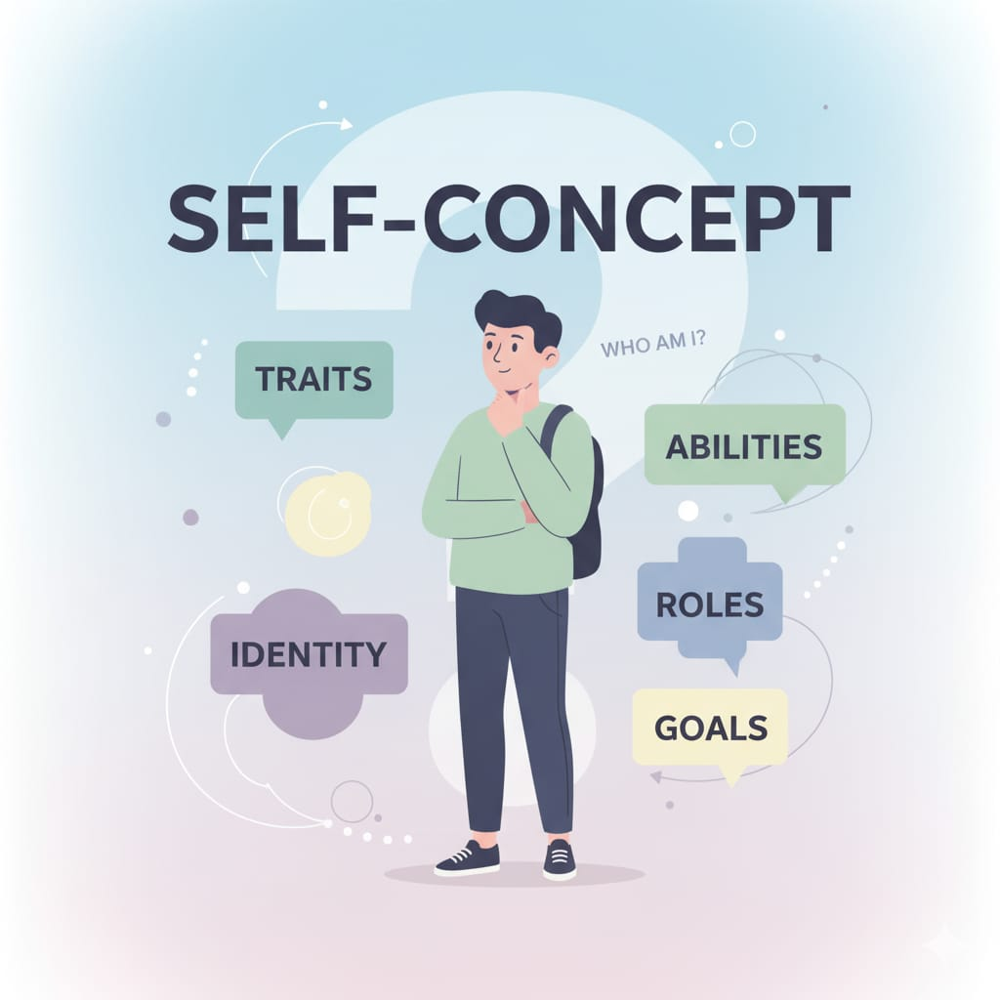 SELF-CONCEPT
WHO AM I?
TRAITS
ABILITIES
ROLES
IDENTITY
GOALS